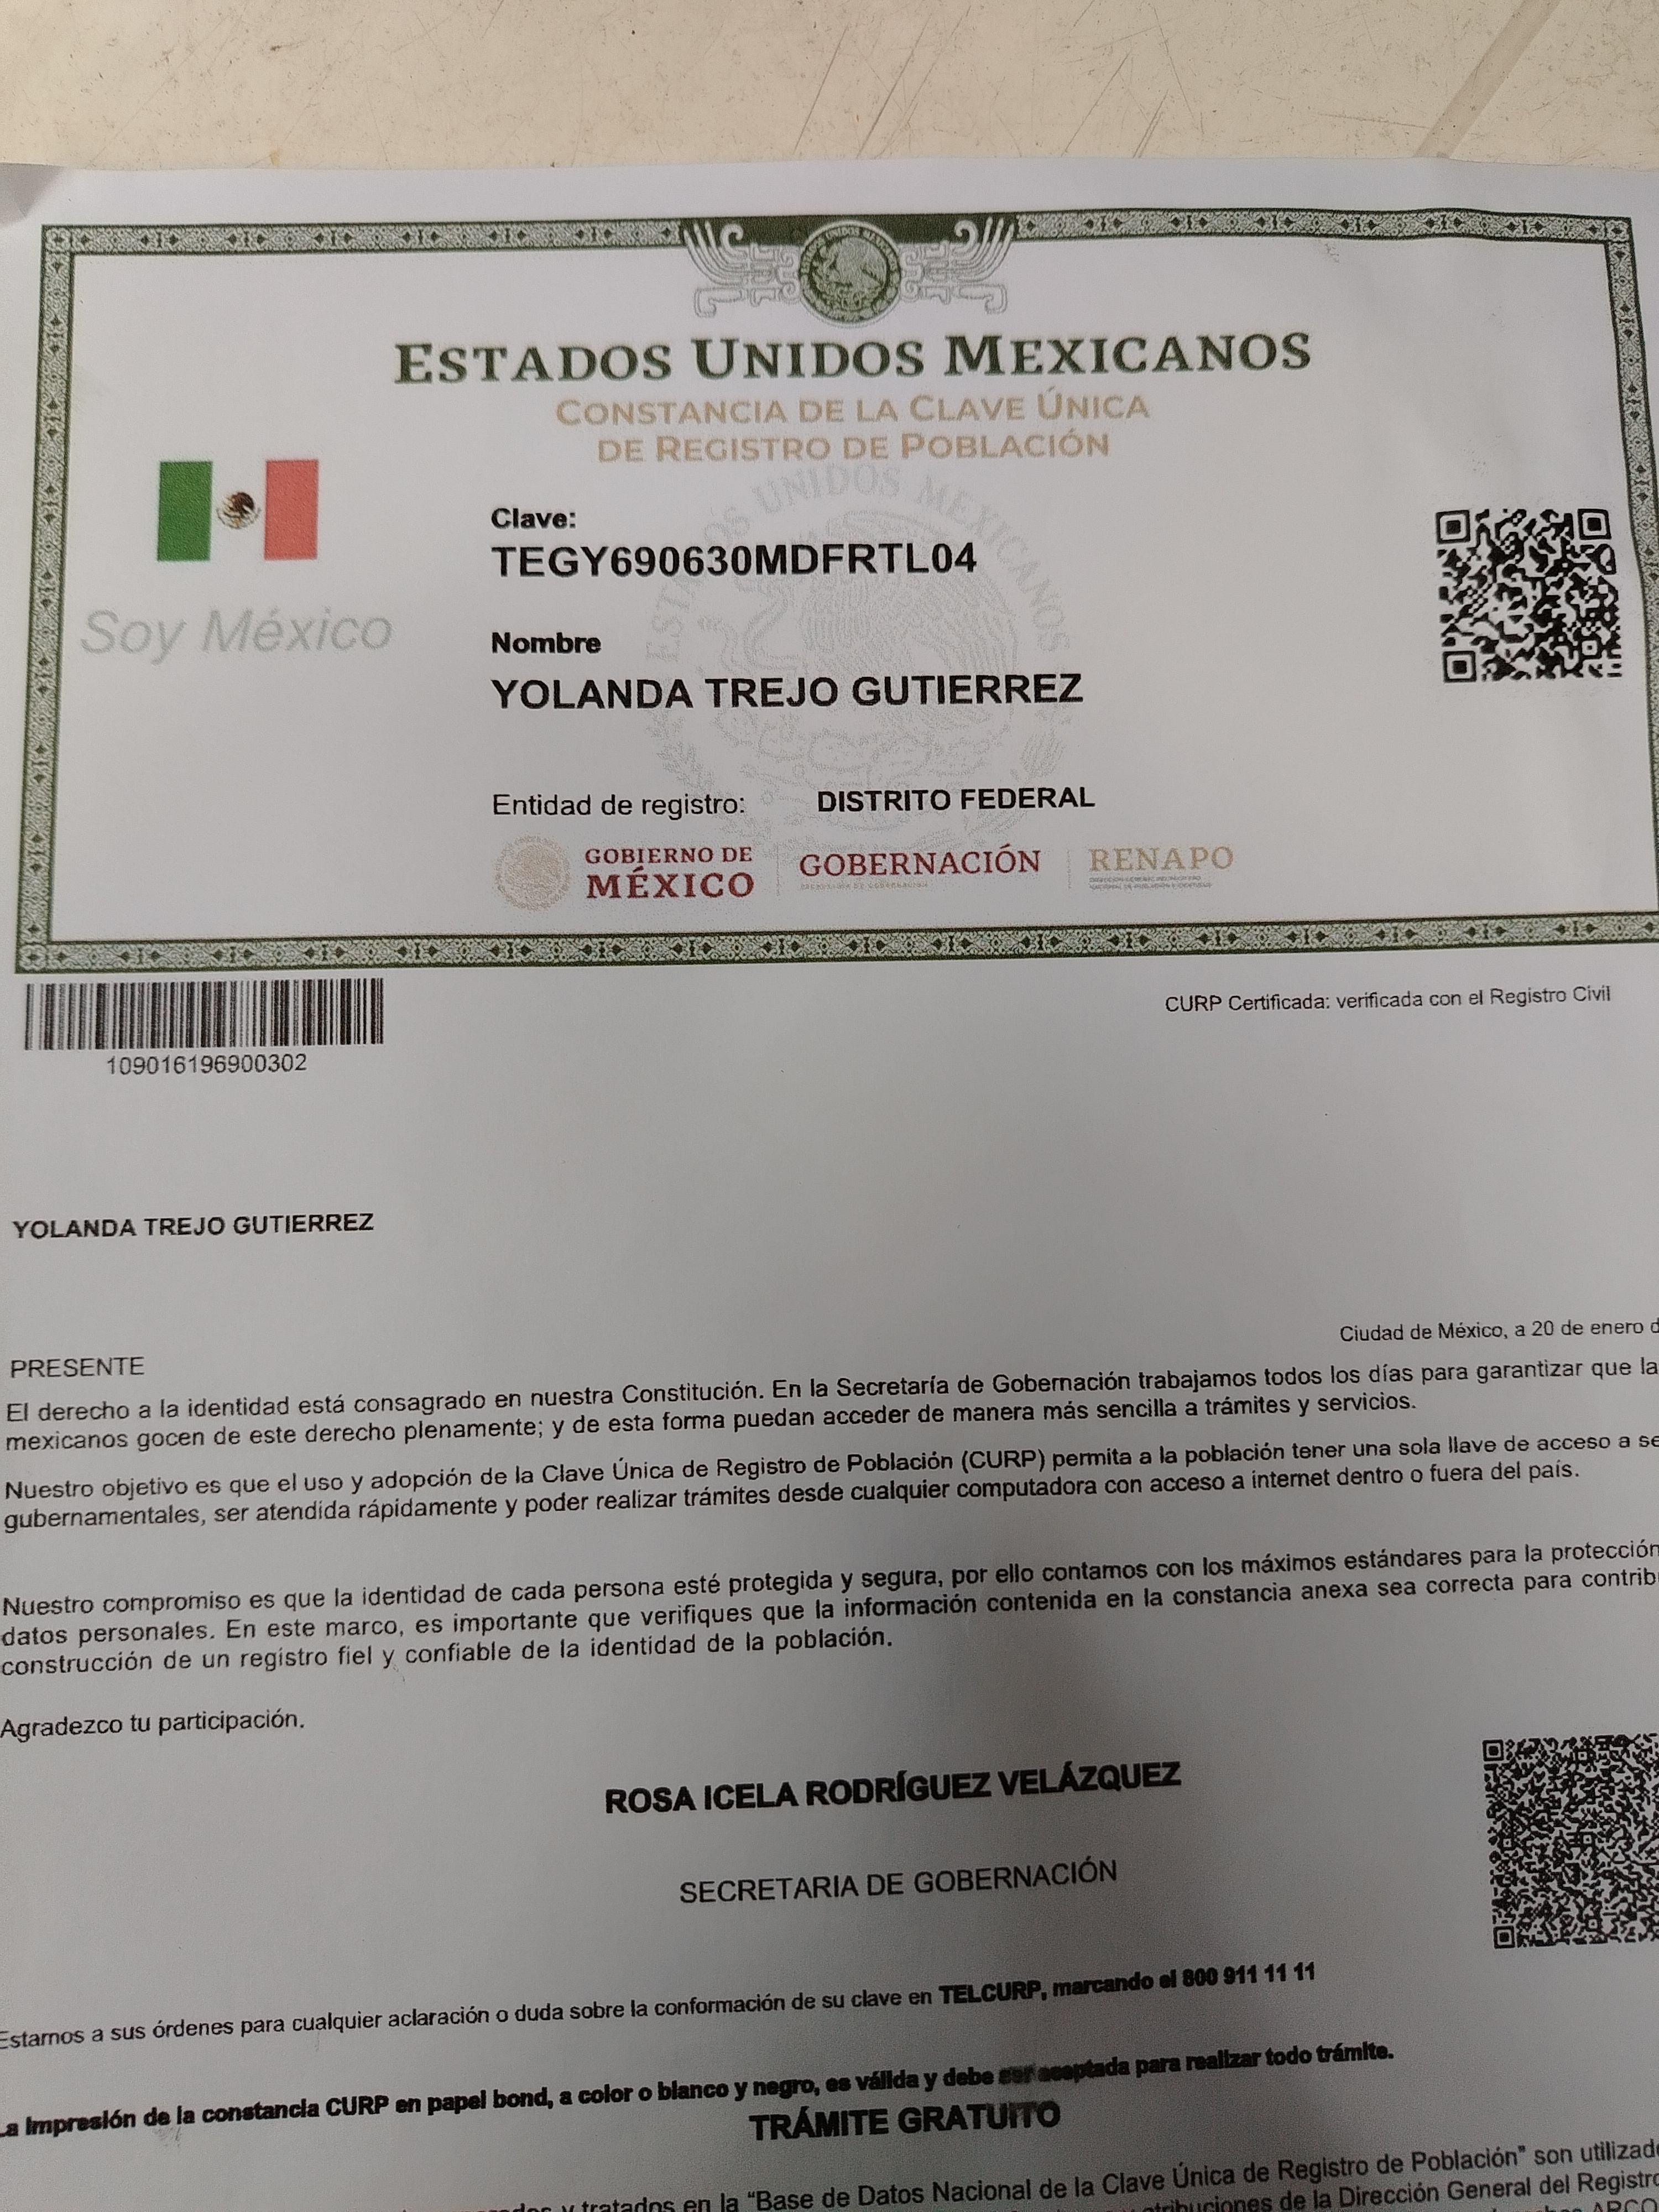 ESTADOS UNIDOS MEXICANOS
CONSTANCIA DE LA CLAVE ÚNICA
DE REGISTRO DE POBLACIÓN
Soy México
Clave:
TEGY690630MDFRTL04
Nombre
YOLANDA TREJO GUTIERREZ
Entidad de registro: DISTRITO FEDERAL
GOBIERNO DE
MÉXICO
GOBERNACIÓN
RENAPO
109016196900302
CURP Certificada: verificada con el Registro Civil
YOLANDA TREJO GUTIERREZ
Ciudad de México, a 20 de enero d
PRESENTE
El derecho a la identidad está consagrado en nuestra Constitución. En la Secretaría de Gobernación trabajamos todos los días para garantizar que la
mexicanos gocen de este derecho plenamente; y de esta forma puedan acceder de manera más sencilla a trámites y servicios.
Nuestro objetivo es que el uso y adopción de la Clave Única de Registro de Población (CURP) permita a la población tener una sola llave de acceso a se
gubernamentales, ser atendida rápidamente y poder realizar trámites desde cualquier computadora con acceso a internet dentro o fuera del país.
Nuestro compromiso es que la identidad de cada persona esté protegida y segura, por ello contamos con los máximos estándares para la protección
datos personales. En este marco, es importante que verifiques que la información contenida en la constancia anexa sea correcta para contrib
construcción de un registro fiel y confiable de la identidad de la población.
Agradezco tu participación.
ROSA ICELA RODRÍGUEZ VELÁZQUEZ
SECRETARIA DE GOBERNACIÓN
Estamos a sus órdenes para cualquier aclaración o duda sobre la conformación de su clave en TELCURP, marcando el 800 911 11 11
La Impresión de la constancia CURP en papel bond, a color o blanco y negro, es válida y debe ser aceptada para realizar todo trámite.
TRÁMITE GRATUITO
y tratados en la "Base de Datos Nacional de la Clave Única de Registro de Población" son utilizado
atribuciones de la Dirección General del Registro